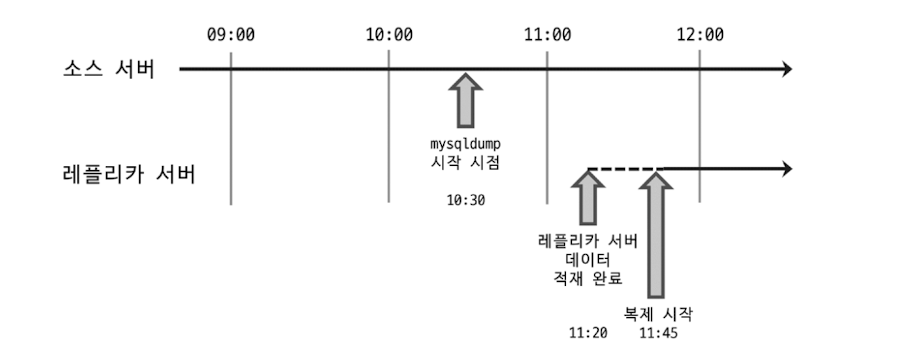 09:00 10:00 11:00 12:00
소스 서버
mysqldump
시작 시점
10:30
레플리카 서버
레플리카 서버
데이터
적재 완료
11:20
복제 시작
11:45